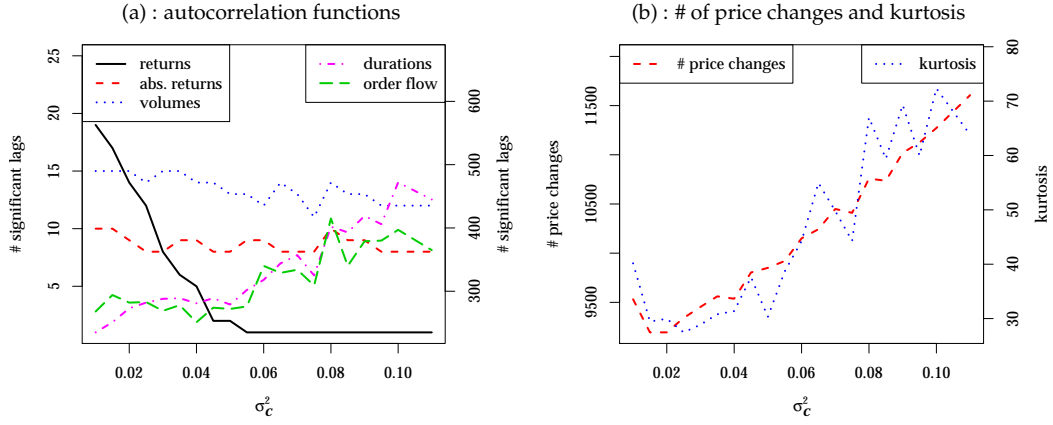 (a) : autocorrelation functions
# significant lags
25
20
15
10
5
returns
abs. returns
volumes
durations
order flow
600
500
400
300
# significant lags
0.02 0.04 0.06 0.08 0.10
σ²c
(b) : # of price changes and kurtosis
# price changes
11500
10500
9500
# price changes
kurtosis
80
70
60
50
40
30
kurtosis
0.02 0.04 0.06 0.08 0.10
σ²c